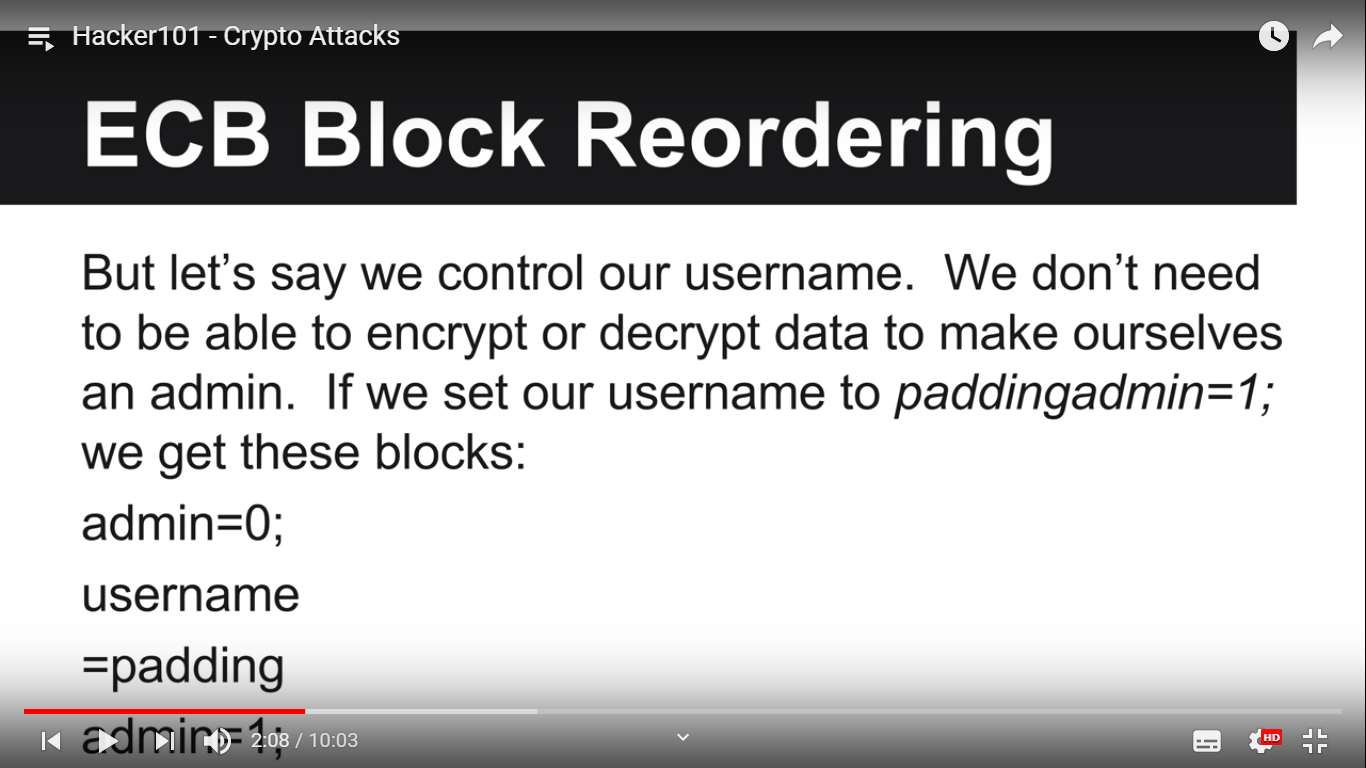 Hacker101 - Crypto Attacks
ECB Block Reordering
But let’s say we control our username.  We don’t need
to be able to encrypt or decrypt data to make ourselves
an admin.  If we set our username to paddingadmin=1;
we get these blocks:
admin=0;
username
=padding
admin=1;
2:08 / 10:03
HD